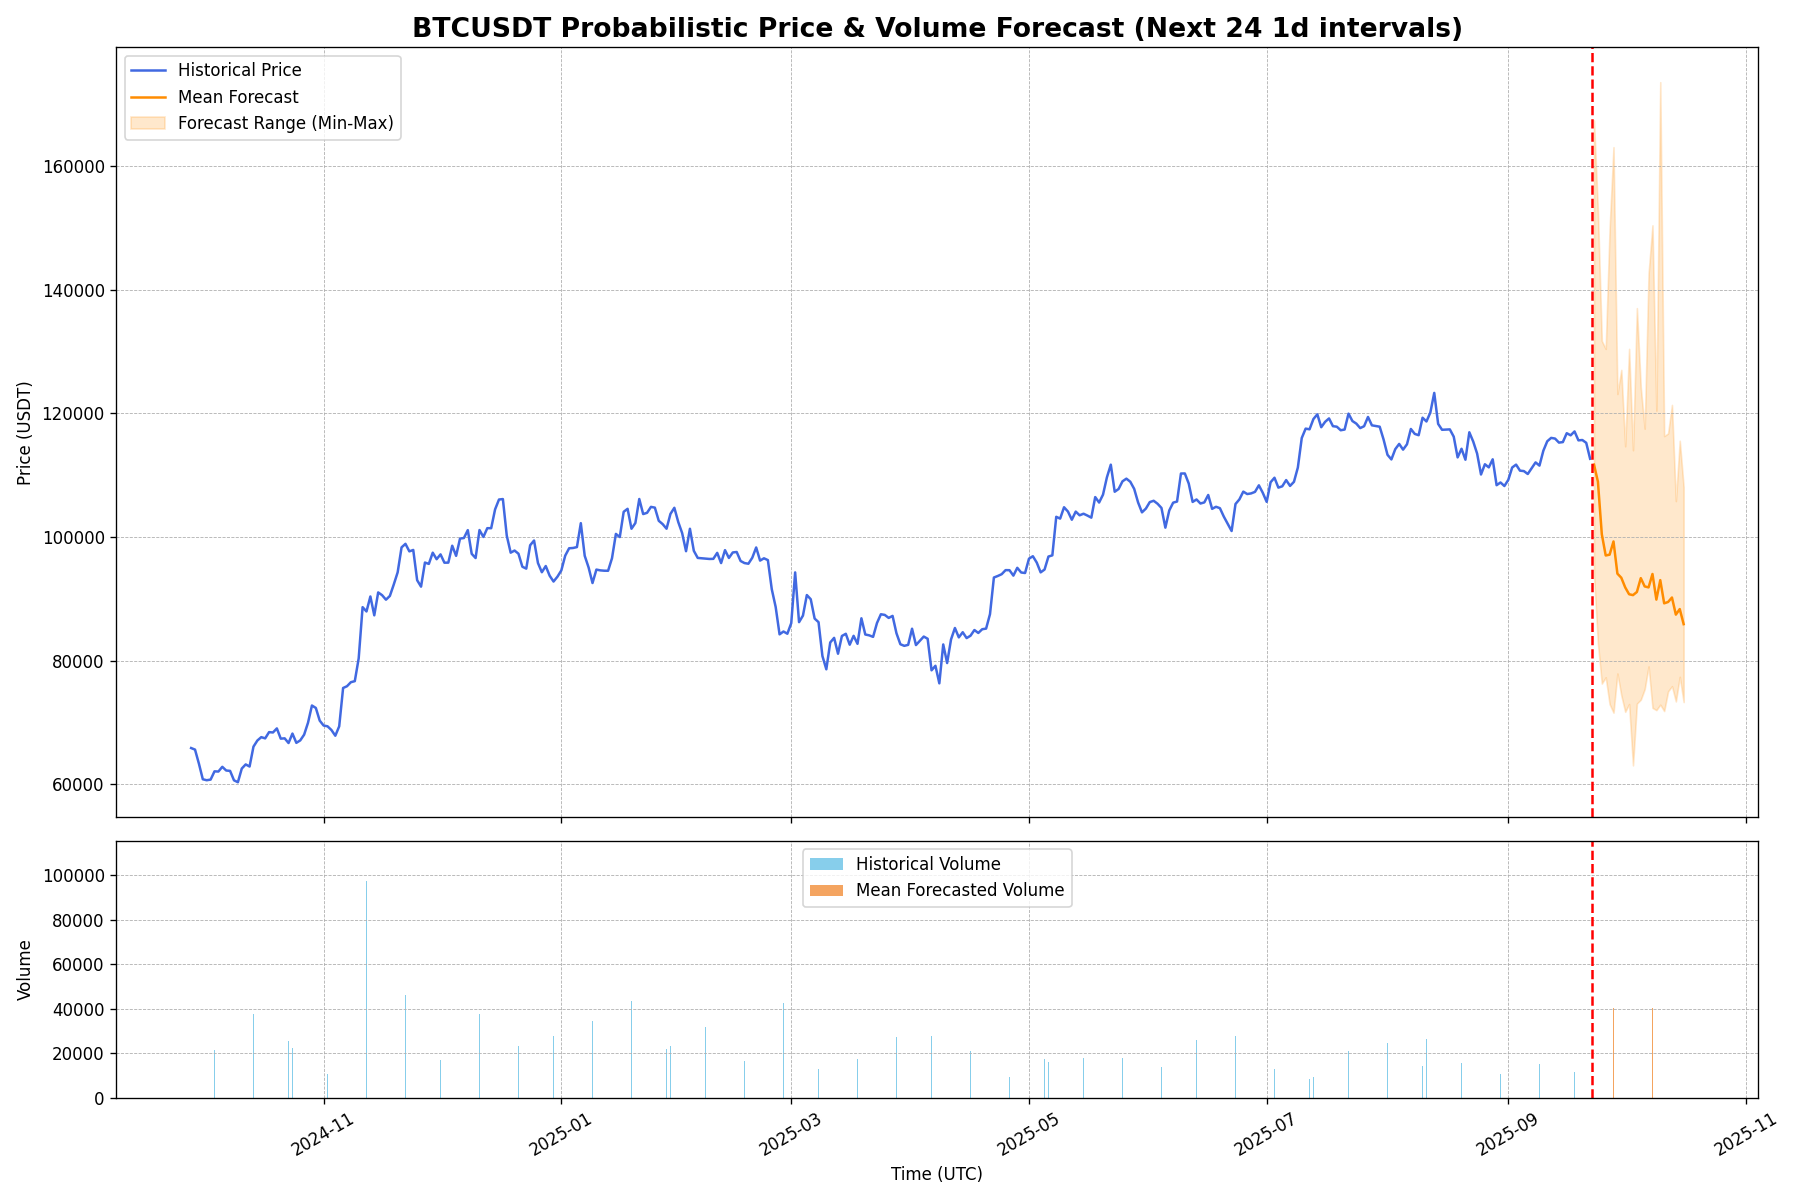 BTCUSDT Probabilistic Price & Volume Forecast (Next 24 1d intervals)
Historical Price
Mean Forecast
Forecast Range (Min-Max)
Price (USDT)
160000
140000
120000
100000
80000
60000
Historical Volume
Mean Forecasted Volume
Volume
100000
80000
60000
40000
20000
0
2024-11
2025-01
2025-03
2025-05
2025-07
2025-09
2025-11
Time (UTC)